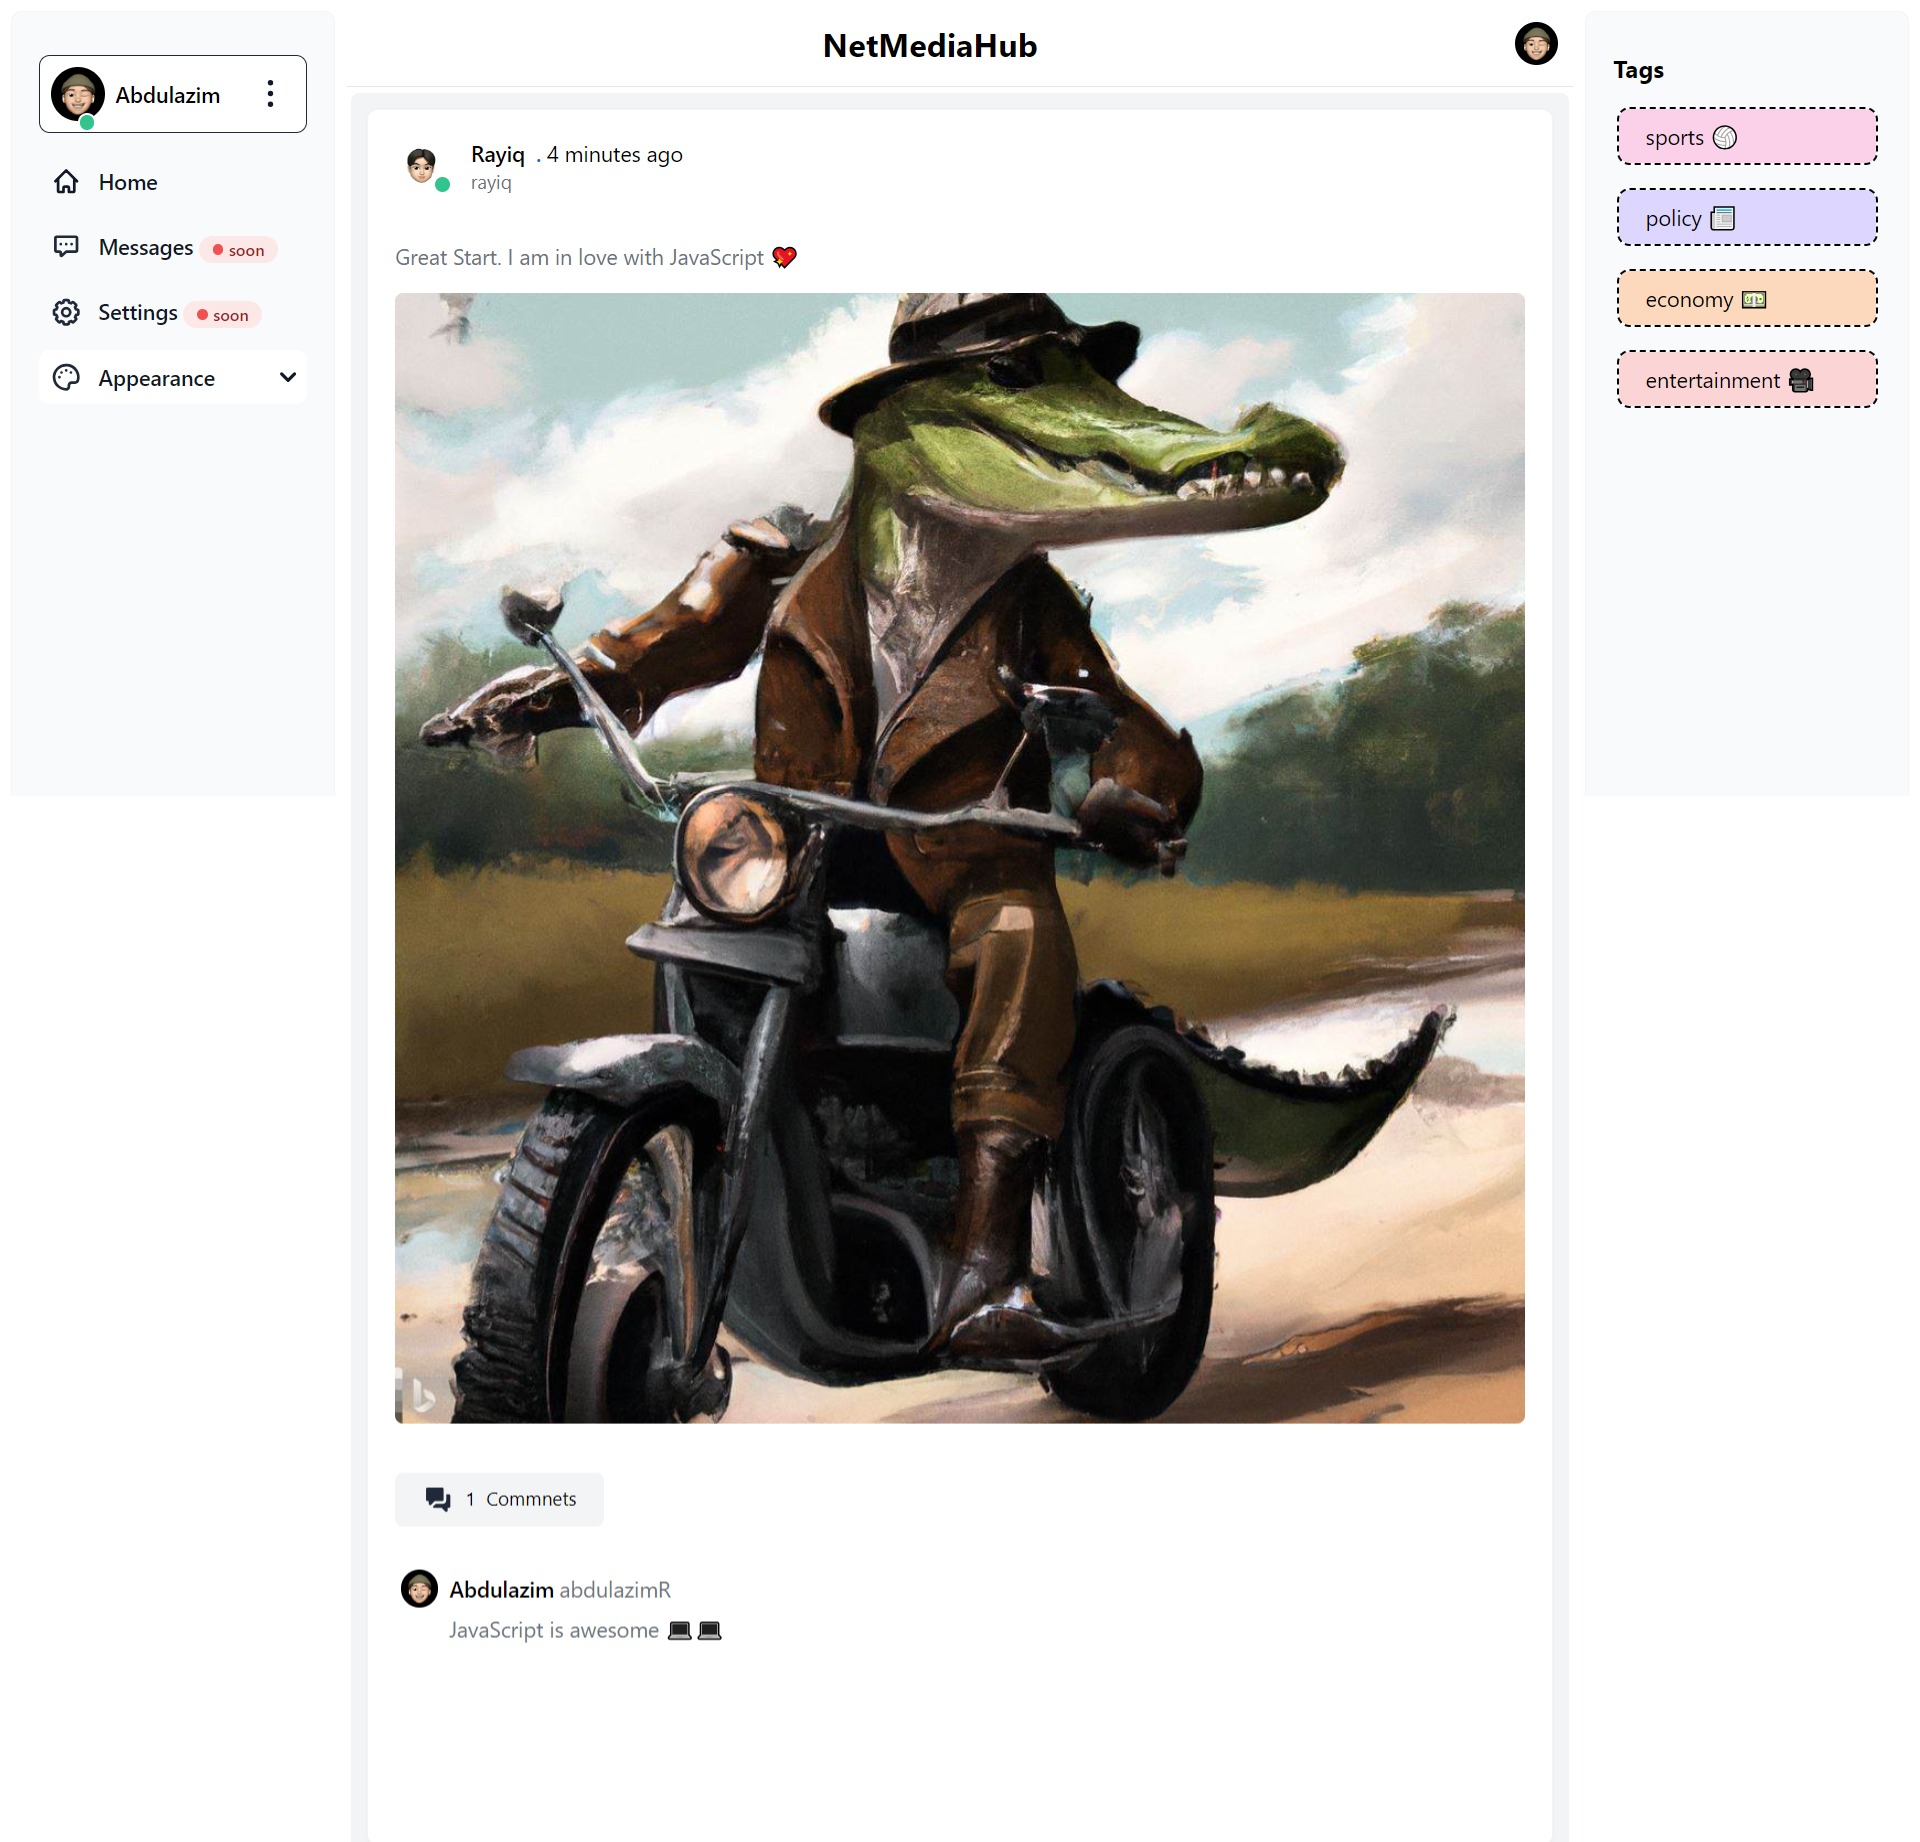 Abdulazim
Home
Messages soon
Settings soon
Appearance
NetMediaHub
Rayiq . 4 minutes ago
rayiq
Great Start. I am in love with JavaScript 💖
1 Commnets
Abdulazim abdulazimR
JavaScript is awesome 💻 💻
Tags
sports 🏐
policy 📰
economy 💵
entertainment 🎥